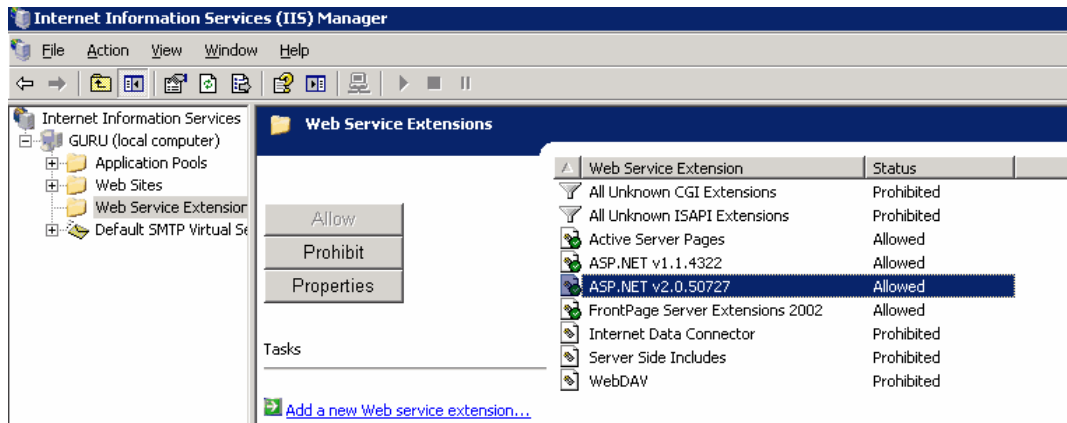 Internet Information Services (IIS) Manager
File Action View Window Help
Internet Information Services
GURU (local computer)
Application Pools
Web Sites
Web Service Extension
Default SMTP Virtual Se
Web Service Extensions
Allow
Prohibit
Properties
Tasks
Add a new Web service extension...
Web Service Extension Status
All Unknown CGI Extensions Prohibited
All Unknown ISAPI Extensions Prohibited
Active Server Pages Allowed
ASP.NET v1.1.4322 Allowed
ASP.NET v2.0.50727 Allowed
FrontPage Server Extensions 2002 Allowed
Internet Data Connector Prohibited
Server Side Includes Prohibited
WebDAV Prohibited